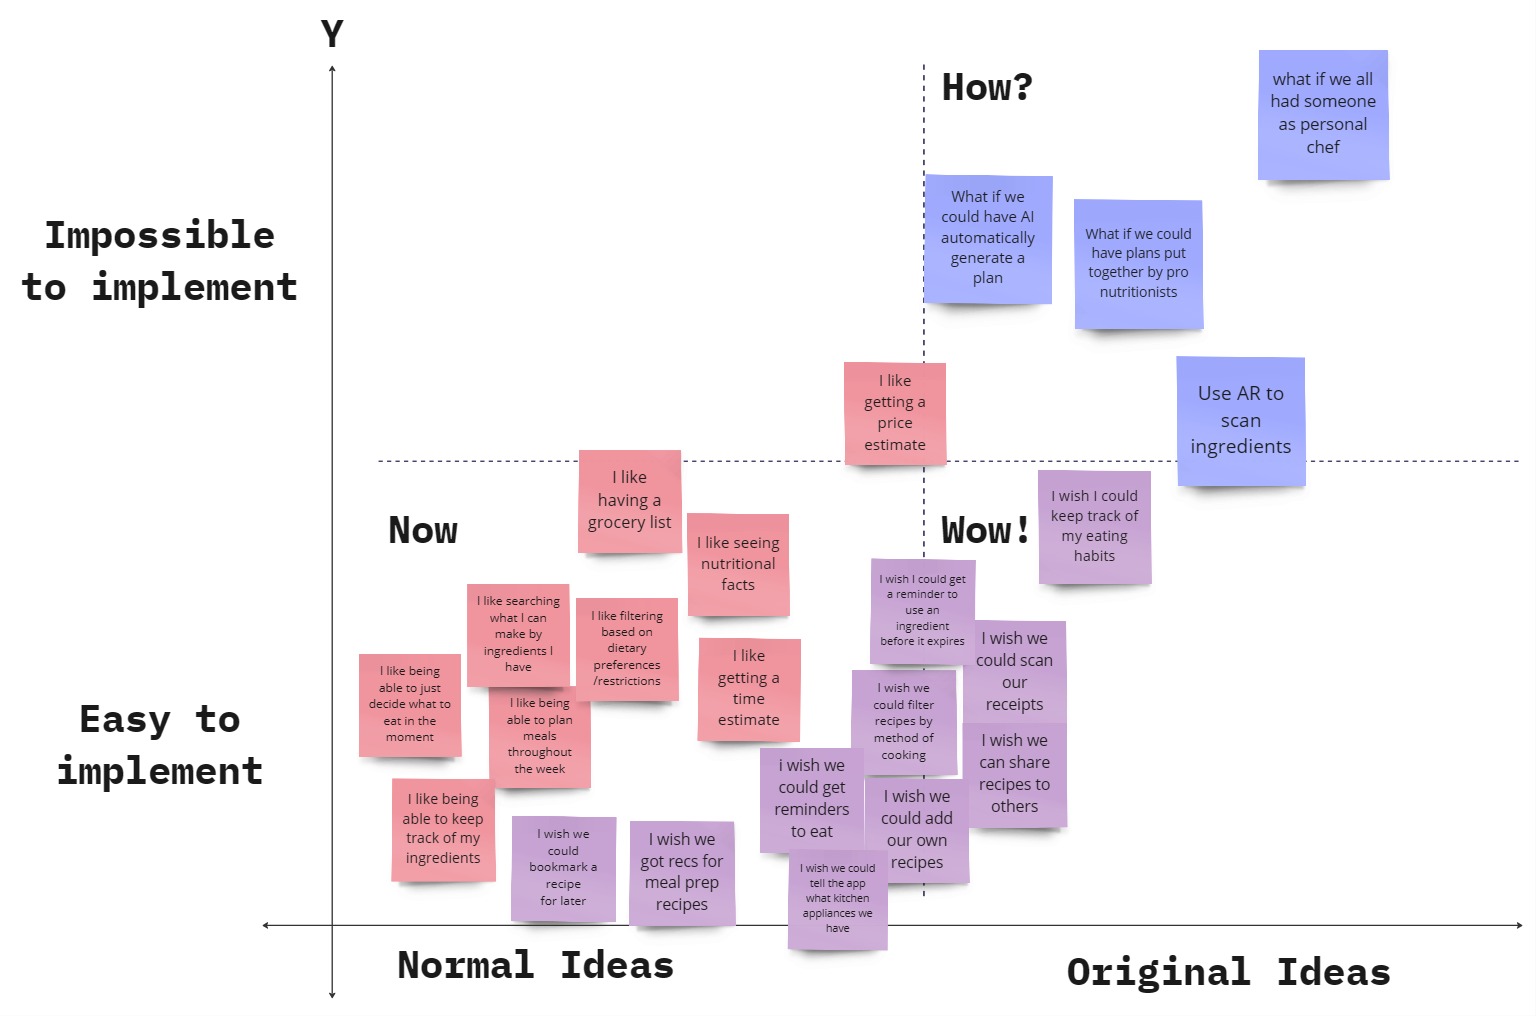 Y
How?
what if we all
had someone
as personal
chef
What if we
could have AI
automatically
generate a
plan
What if we could
have plans put
together by pro
nutritionists
Impossible
to implement
I like
getting a
price
estimate
Use AR to
scan
ingredients
Now
I like
having a
grocery list
I like seeing
nutritional
facts
Wow!
I wish I could
keep track of
my eating
habits
I like searching
what I can
make by
ingredients I
have
I like filtering
based on
dietary
preferences
/restrictions
I wish I could get
a reminder to
use an
ingredient
before it expires
I like being
able to just
decide what to
eat in the
moment
I like being
able to plan
meals
throughout
the week
I like
getting a
time
estimate
I wish we
could filter
recipes by
method of
cooking
I wish we
could scan
our
receipts
Easy to
implement
I like being
able to keep
track of my
ingredients
I wish we
could
bookmark a
recipe
for later
I wish we
got recs for
meal prep
recipes
i wish we
could get
reminders
to eat
I wish we
could add
our own
recipes
I wish we
can share
recipes to
others
I wish we could
tell the app
what kitchen
appliances we
have
Normal Ideas
Original Ideas